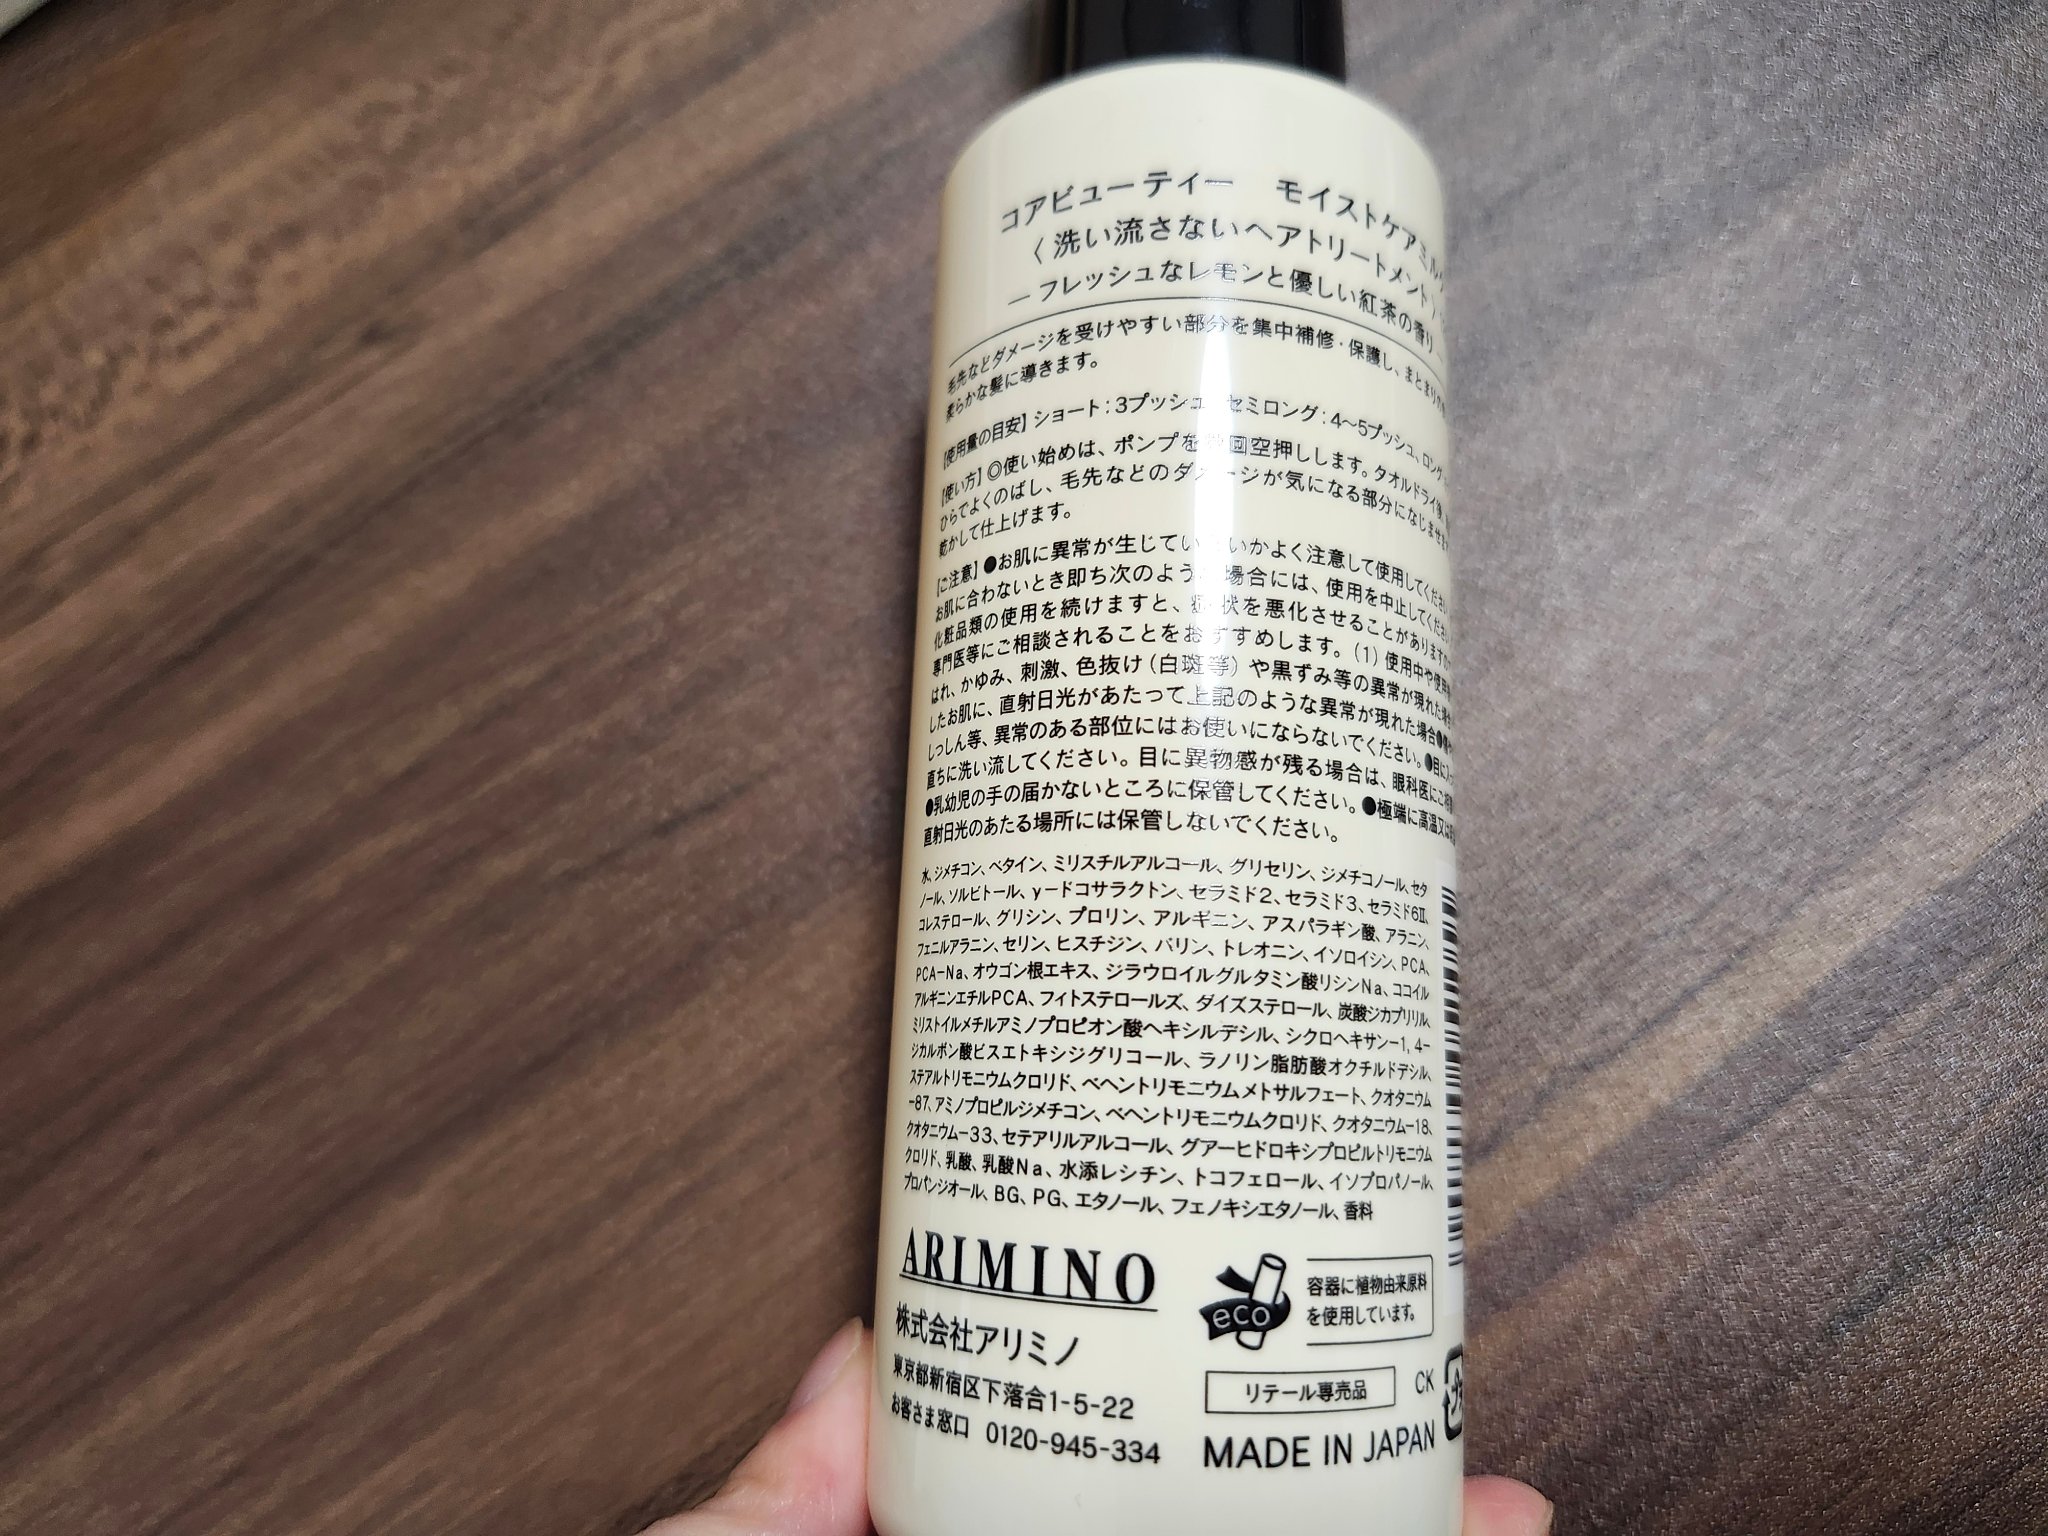 コアビューティー モイストケアミルク
〈洗い流さないヘアトリートメント〉
― フレッシュなレモンと優しい紅茶の香り ―
毛先などダメージを受けやすい部分を集中補修・保護し、まとまりの
柔らかな髪に導きます。
【使用量の目安】ショート:3プッシュ、セミロング:4〜5プッシュ、ロング
【使い方】◎使い始めは、ポンプを 回空押しします。タオルドライ後
ひらでよくのばし、毛先などのダメージが気になる部分になじませ
乾かして仕上げます。
【ご注意】●お肌に異常が生じていないかよく注意して使用してください
お肌に合わないとき即ち次のような場合には、使用を中止してください
化粧品類の使用を続けますと、症状を悪化させることがありますので
専門医等にご相談されることをおすすめします。(1)使用中や使用
はれ、かゆみ、刺激、色抜け(白斑等)や黒ずみ等の異常が現れた場合
したお肌に、直射日光があたって上記のような異常が現れた場合●
しっしん等、異常のある部位にはお使いにならないでください。●目に入っ
直ちに洗い流してください。目に異物感が残る場合は、眼科医にご相
●乳幼児の手の届かないところに保管してください。●極端に高温又は
直射日光のあたる場所には保管しないでください。
水、ジメチコン、ベタイン、ミリスチルアルコール、グリセリン、ジメチコノール、セタ
ノール、ソルビトール、γードコサラクトン、セラミド2、セラミド3、セラミド6Ⅱ、
コレステロール、グリシン、プロリン、アルギニン、アスパラギン酸、アラニン、
フェニルアラニン、セリン、ヒスチジン、バリン、トレオニン、イソロイシン、PCA、
PCA-Na、オウゴン根エキス、ジラウロイルグルタミン酸リシンNa、ココイル
アルギニンエチルPCA、フィトステロールズ、ダイズステロール、炭酸ジカプリリル、
ミリストイルメチルアミノプロピオン酸ヘキシルデシル、シクロヘキサン-1, 4-
ジカルボン酸ビスエトキシジグリコール、ラノリン脂肪酸オクチルドデシル、
ステアルトリモニウムクロリド、ベヘントリモニウムメトサルフェート、クオタニウム
-87、アミノプロピルジメチコン、ベヘントリモニウムクロリド、クオタニウム-18、
クオタニウム-33、セテアリルアルコール、グアーヒドロキシプロピルトリモニウム
クロリド、乳酸、乳酸Na、水添レシチン、トコフェロール、イソプロパノール、
プロパンジオール、BG、PG、エタノール、フェノキシエタノール、香料
ARIMINO
株式会社アリミノ
東京都新宿区下落合1-5-22
お客さま窓口 0120-945-334
eco
容器に植物由来原料
を使用しています。
リテール専売品 CK
MADE IN JAPAN